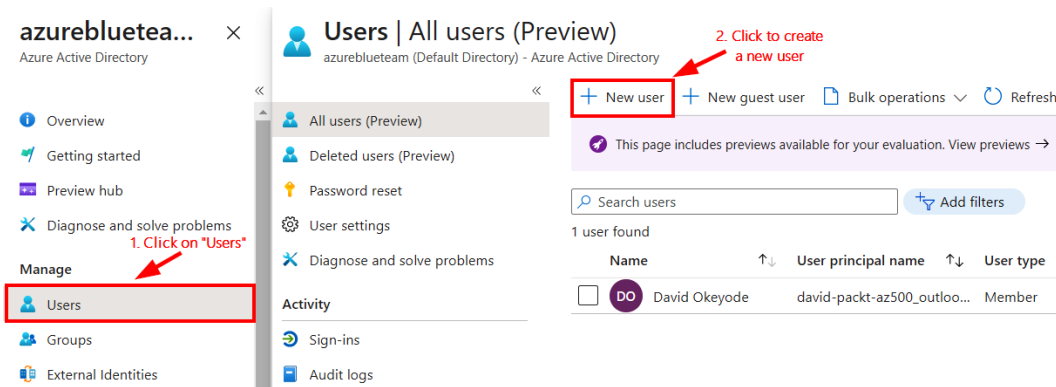 azurebluetea...
Azure Active Directory
Overview
Getting started
Preview hub
Diagnose and solve problems
1. Click on "Users"
Manage
Users
Groups
External Identities
Users | All users (Preview)
azureblueteam (Default Directory) - Azure Active Directory
All users (Preview)
Deleted users (Preview)
Password reset
User settings
Diagnose and solve problems
Activity
Sign-ins
Audit logs
2. Click to create
a new user
New user
New guest user
Bulk operations
Refresh
This page includes previews available for your evaluation. View previews →
Search users
Add filters
1 user found
Name User principal name User type
DO David Okeyode david-packt-az500_outloo... Member